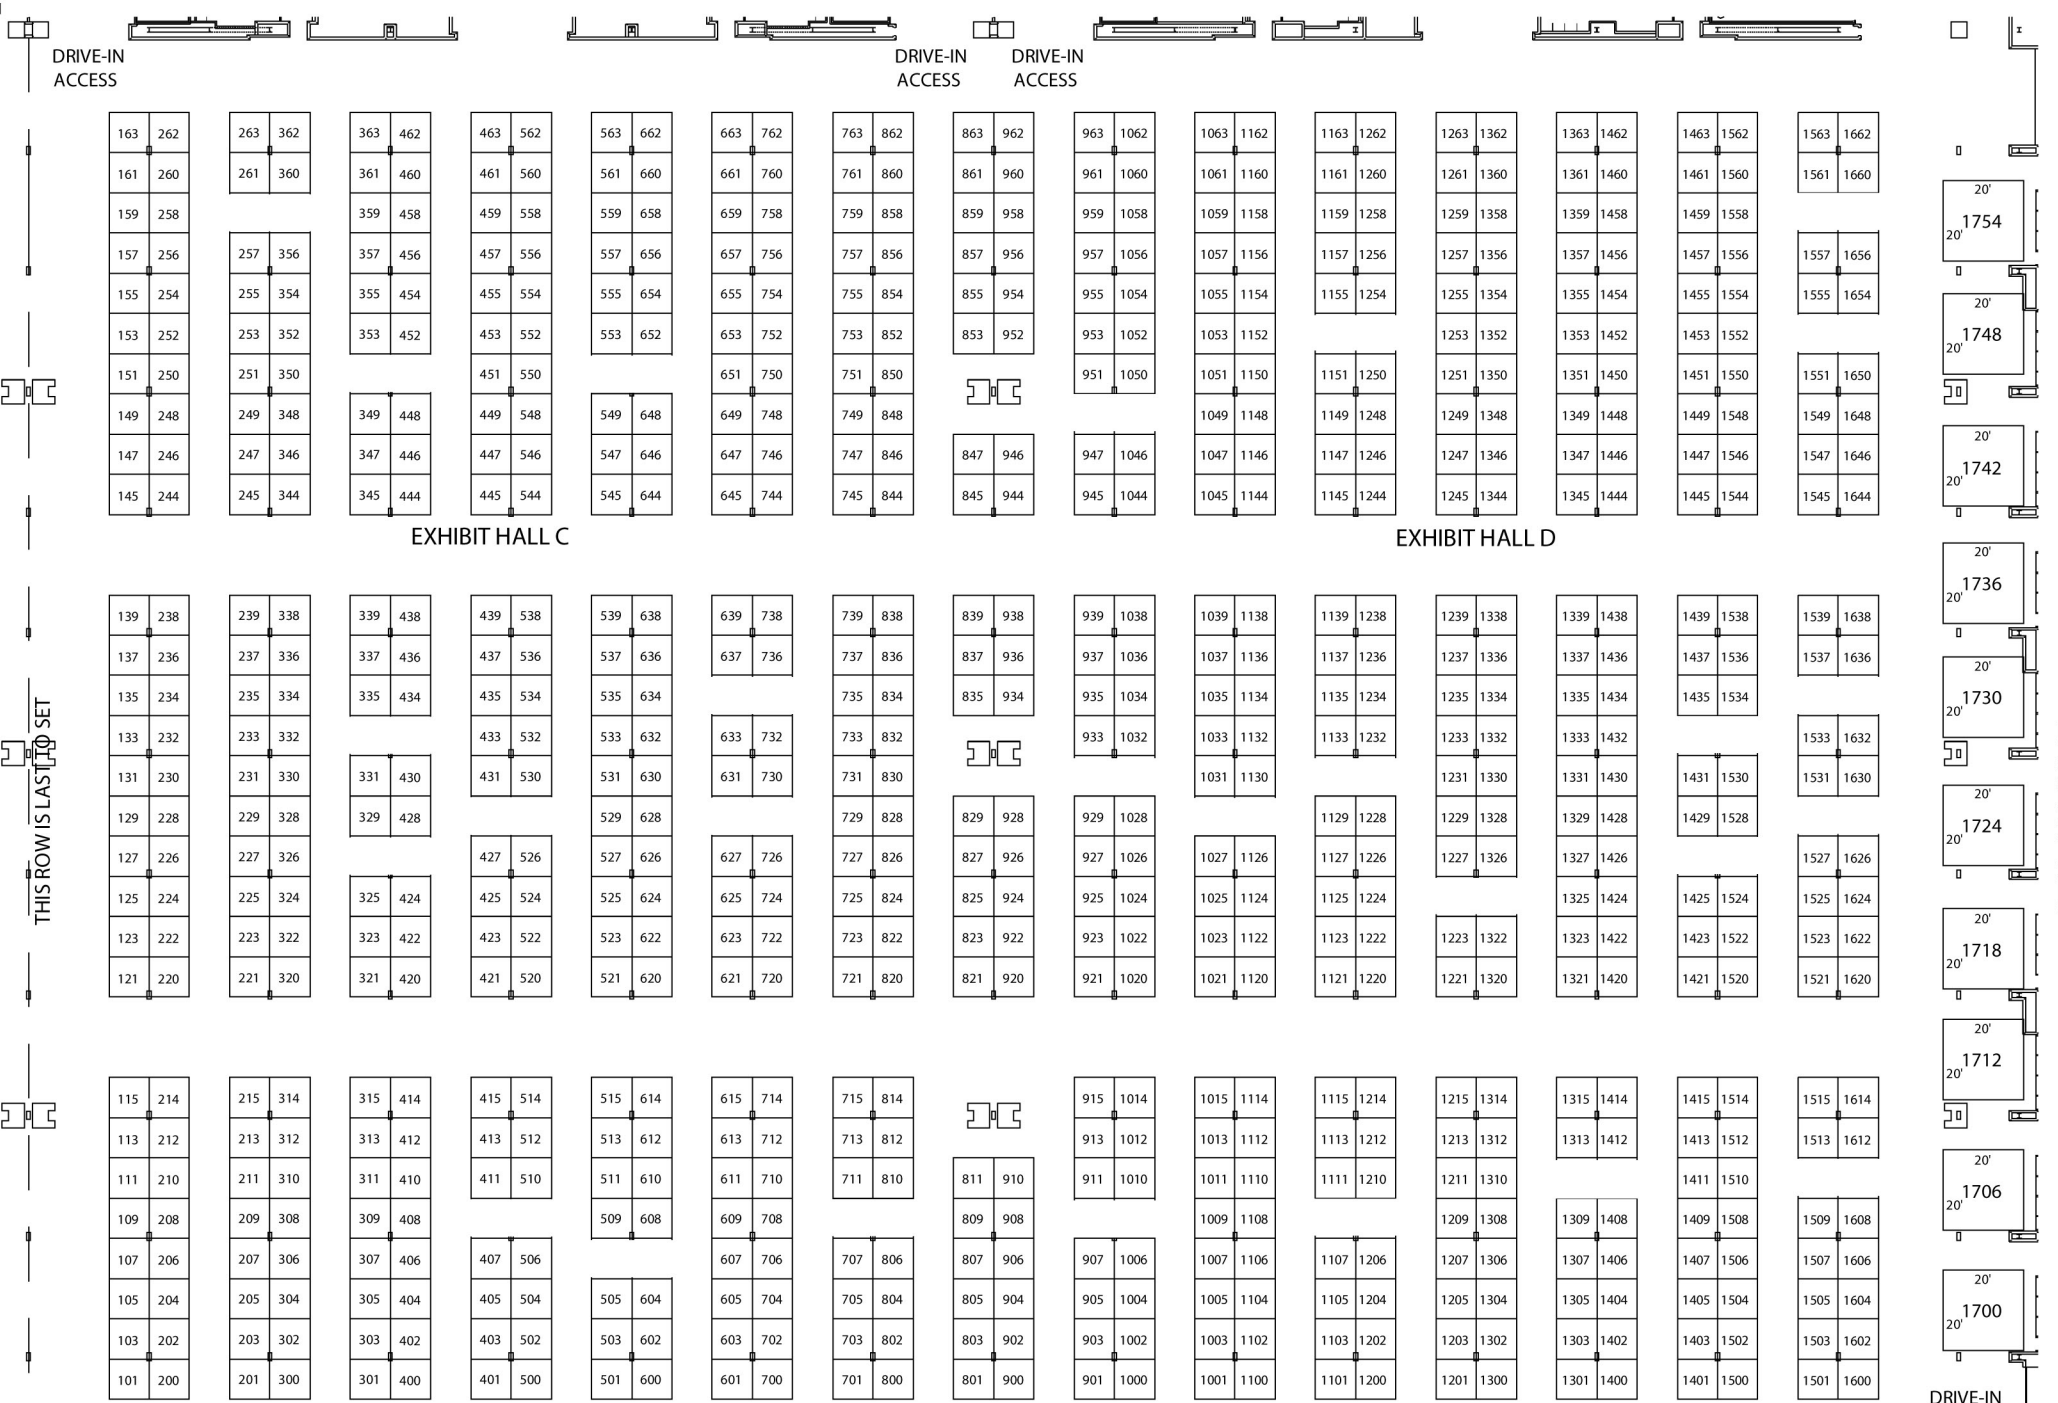 DRIVE-IN ACCESS
DRIVE-IN ACCESS
DRIVE-IN ACCESS
163 262 263 362 363 462 463 562 563 662 663 762 763 862 863 962 963 1062 1063 1162 1163 1262 1263 1362 1363 1462 1463 1562 1563 1662
161 260 261 360 361 460 461 560 561 660 661 760 761 860 861 960 961 1060 1061 1160 1161 1260 1261 1360 1361 1460 1461 1560 1561 1660
20'
159 258 359 458 459 558 559 658 659 758 759 858 859 958 959 1058 1059 1158 1159 1258 1259 1358 1359 1458 1459 1558 20' 1754
157 256 257 356 357 456 457 556 557 656 657 756 757 856 857 956 957 1056 1057 1156 1157 1256 1257 1356 1357 1456 1457 1556 1557 1656
155 254 255 354 355 454 455 554 555 654 655 754 755 854 855 954 955 1054 1055 1154 1155 1254 1255 1354 1355 1454 1455 1554 1555 1654
20'
153 252 253 352 353 452 453 552 553 652 653 752 753 852 853 952 953 1052 1053 1152 1253 1352 1353 1452 1453 1552 20' 1748
151 250 251 350 451 550 651 750 751 850 951 1050 1051 1150 1151 1250 1251 1350 1351 1450 1451 1550 1551 1650
149 248 249 348 349 448 449 548 549 648 649 748 749 848 1049 1148 1149 1248 1249 1348 1349 1448 1449 1548 1549 1648
20'
147 246 247 346 347 446 447 546 547 646 647 746 747 846 847 946 947 1046 1047 1146 1147 1246 1247 1346 1347 1446 1447 1546 1547 1646 20' 1742
145 244 245 344 345 444 445 544 545 644 645 744 745 844 845 944 945 1044 1045 1144 1145 1244 1245 1344 1345 1444 1445 1544 1545 1644
EXHIBIT HALL C EXHIBIT HALL D
20'
20' 1736
139 238 239 338 339 438 439 538 539 638 639 738 739 838 839 938 939 1038 1039 1138 1139 1238 1239 1338 1339 1438 1439 1538 1539 1638
137 236 237 336 337 436 437 536 537 636 637 736 737 836 837 936 937 1036 1037 1136 1137 1236 1237 1336 1337 1436 1437 1536 1537 1636
20'
135 234 235 334 335 434 435 534 535 634 735 834 835 934 935 1034 1035 1134 1135 1234 1235 1334 1335 1434 1435 1534 20' 1730
133 232 233 332 433 532 533 632 633 732 733 832 933 1032 1033 1132 1133 1232 1233 1332 1333 1432 1533 1632
131 230 231 330 331 430 431 530 531 630 631 730 731 830 1031 1130 1231 1330 1331 1430 1431 1530 1531 1630
THIS ROW IS LAST TO SET
20'
129 228 229 328 329 428 529 628 729 828 829 928 929 1028 1129 1228 1229 1328 1329 1428 1429 1528 20' 1724
127 226 227 326 427 526 527 626 627 726 727 826 827 926 927 1026 1027 1126 1127 1226 1227 1326 1327 1426 1527 1626
125 224 225 324 325 424 425 524 525 624 625 724 725 824 825 924 925 1024 1025 1124 1125 1224 1325 1424 1425 1524 1525 1624
20'
123 222 223 322 323 422 423 522 523 622 623 722 723 822 823 922 923 1022 1023 1122 1123 1222 1223 1322 1323 1422 1423 1522 1523 1622 20' 1718
121 220 221 320 321 420 421 520 521 620 621 720 721 820 821 920 921 1020 1021 1120 1121 1220 1221 1320 1321 1420 1421 1520 1521 1620
20'
20' 1712
115 214 215 314 315 414 415 514 515 614 615 714 715 814 915 1014 1015 1114 1115 1214 1215 1314 1315 1414 1415 1514 1515 1614
113 212 213 312 313 412 413 512 513 612 613 712 713 812 913 1012 1013 1112 1113 1212 1213 1312 1313 1412 1413 1512 1513 1612
20'
111 210 211 310 311 410 411 510 511 610 611 710 711 810 811 910 911 1010 1011 1110 1111 1210 1211 1310 1411 1510 20' 1706
109 208 209 308 309 408 509 608 609 708 809 908 1009 1108 1209 1308 1309 1408 1409 1508 1509 1608
107 206 207 306 307 406 407 506 607 706 707 806 807 906 907 1006 1007 1106 1107 1206 1207 1306 1307 1406 1407 1506 1507 1606
20'
105 204 205 304 305 404 405 504 505 604 605 704 705 804 805 904 905 1004 1005 1104 1105 1204 1205 1304 1305 1404 1405 1504 1505 1604 20' 1700
103 202 203 302 303 402 403 502 503 602 603 702 703 802 803 902 903 1002 1003 1102 1103 1202 1203 1302 1303 1402 1403 1502 1503 1602
101 200 201 300 301 400 401 500 501 600 601 700 701 800 801 900 901 1000 1001 1100 1101 1200 1201 1300 1301 1400 1401 1500 1501 1600
DRIVE-IN